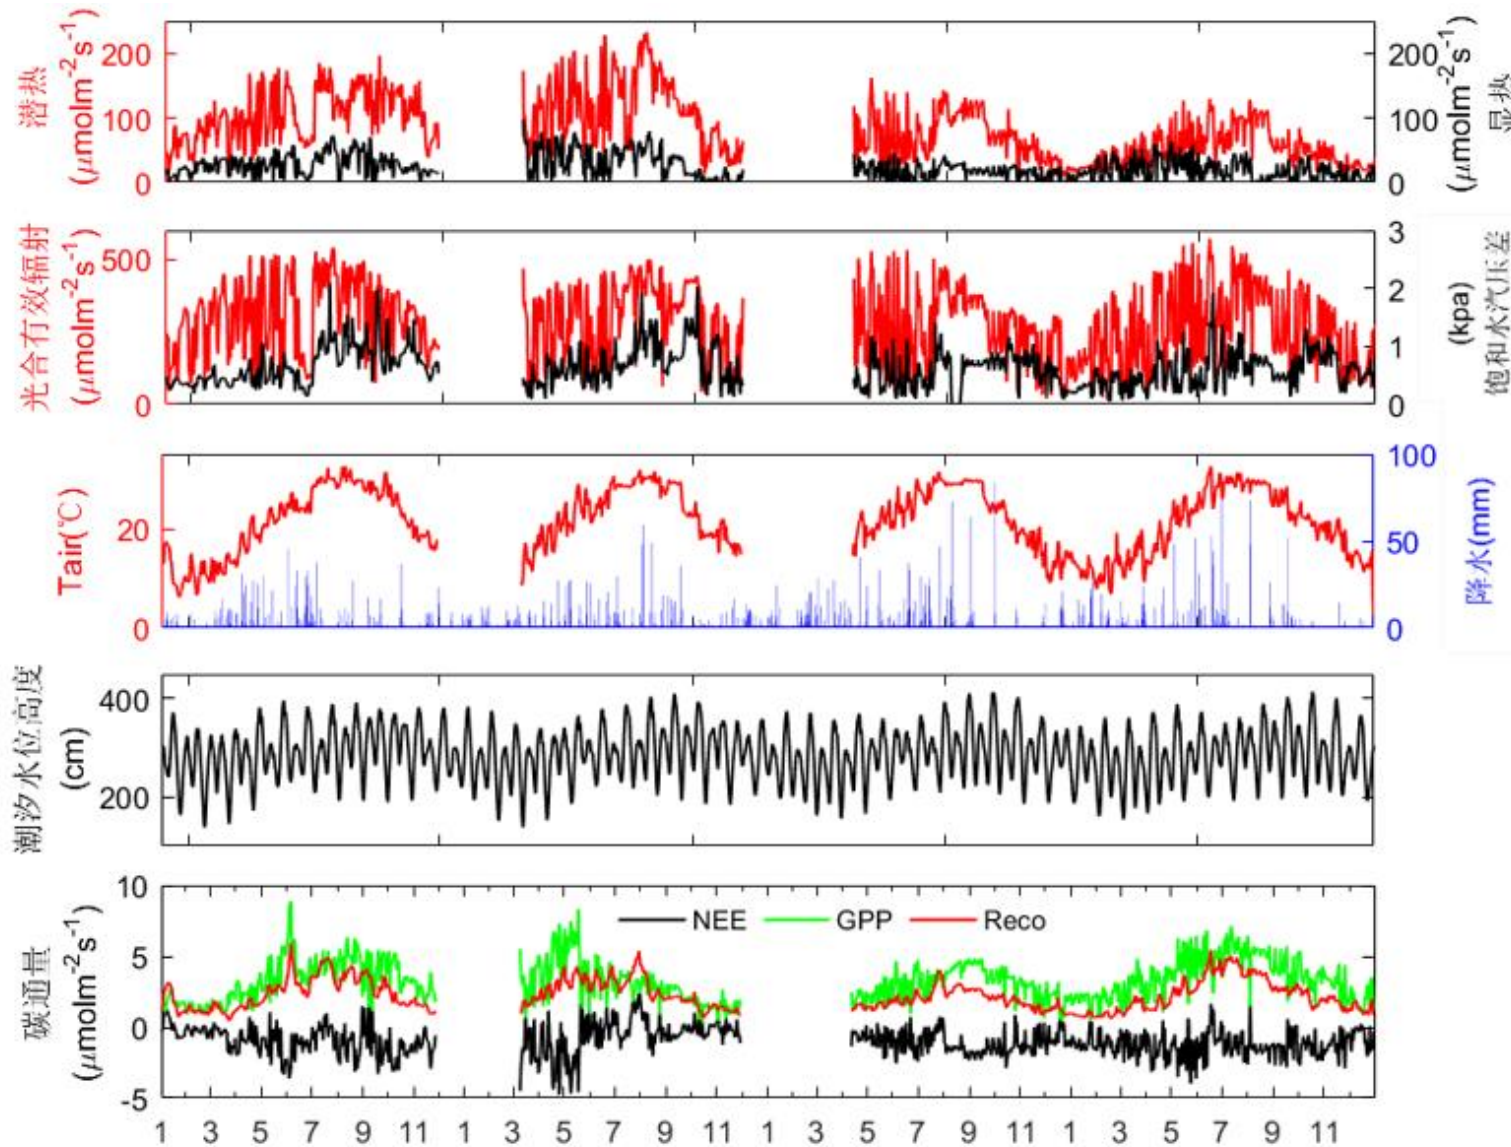 潜热
(μmolm-2s-1)
200
100
0
200
100
0
(μmolm-2s-1)
显热
光合有效辐射
(μmolm-2s-1)
500
0
3
2
1
0
(kpa)
饱和水汽压差
Tair(℃)
20
0
100
50
0
降水(mm)
潮汐水位高度
(cm)
400
200
碳通量
(μmolm-2s-1)
10
5
0
-5
NEE GPP Reco
1 3 5 7 9 11 1 3 5 7 9 11 1 3 5 7 9 11 1 3 5 7 9 11